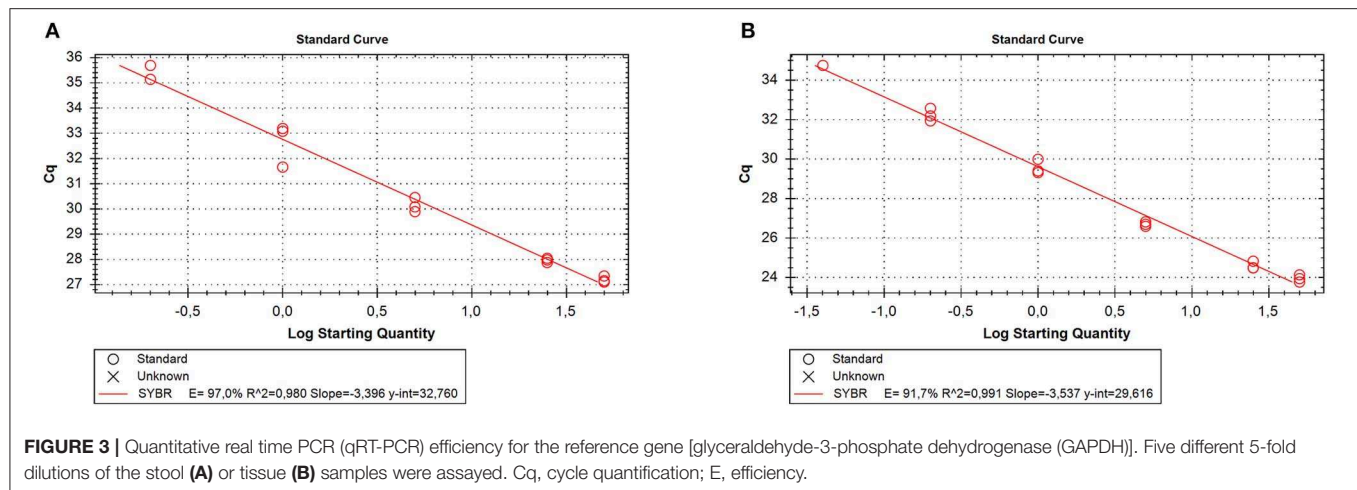 A
Standard Curve
36
35
34
33
32
31
30
29
28
27
Cq
-0,5
0,0
0,5
1,0
1,5
Log Starting Quantity
Standard
Unknown
SYBR E= 97,0% R^2=0,980 Slope=-3,396 y-int=32,760
B
Standard Curve
34
32
30
28
26
24
Cq
-1,5
-1,0
-0,5
0,0
0,5
1,0
1,5
Log Starting Quantity
Standard
Unknown
SYBR E= 91,7% R^2=0,991 Slope=-3,537 y-int=29,616
FIGURE 3 | Quantitative real time PCR (qRT-PCR) efficiency for the reference gene [glyceraldehyde-3-phosphate dehydrogenase (GAPDH)]. Five different 5-fold
dilutions of the stool (A) or tissue (B) samples were assayed. Cq, cycle quantification; E, efficiency.